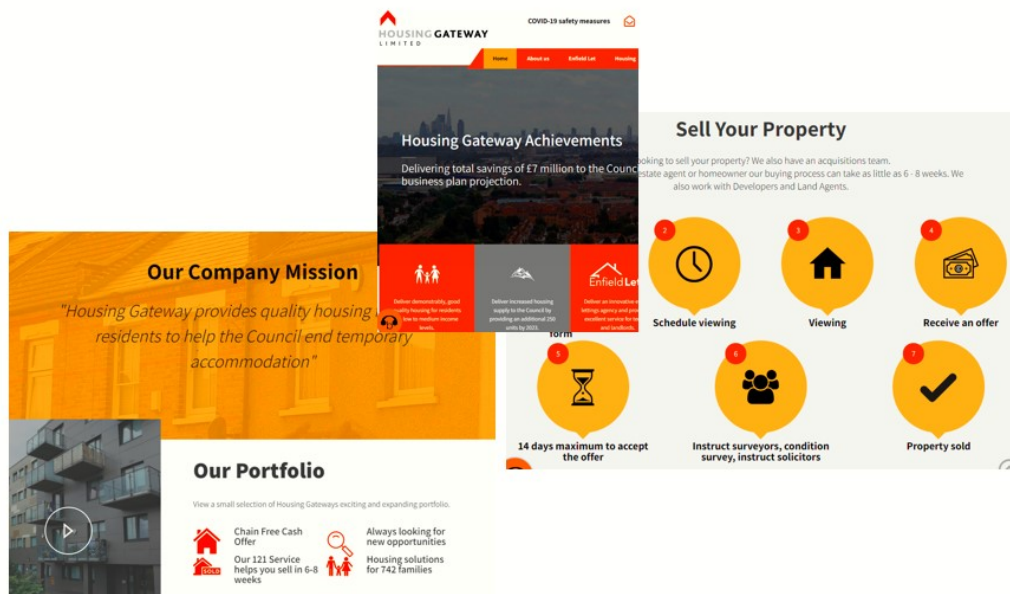 HOUSING GATEWAY
LIMITED
COVID-19 safety measures
Home
About us
Enfield Let
Housing
Housing Gateway Achievements
Delivering total savings of £7 million to the Counc
business plan projection.
Deliver demonstrably, good
quality housing for residents
low to medium income
levels.
Deliver increased housing
supply to the Council by
providing an additional 250
units by 2023.
Enfield Let
Deliver an innovative
lettings agency and
excellent service for
and landlords.
Sell Your Property
ooking to sell your property? We also have an acquisitions team.
estate agent or homeowner our buying process can take as little as 6 - 8 weeks. We
also work with Developers and Land Agents.
2
Schedule viewing
3
Viewing
4
Receive an offer
form
5
14 days maximum to accept
the offer
6
Instruct surveyors, condition
survey, instruct solicitors
7
Property sold
Our Company Mission
"Housing Gateway provides quality housing
residents to help the Council end temporary
accommodation"
Our Portfolio
View a small selection of Housing Gateways exciting and expanding portfolio.
Chain Free Cash
Offer
Our 121 Service
helps you sell in 6-8
weeks
SOLD
Always looking for
new opportunities
Housing solutions
for 742 families